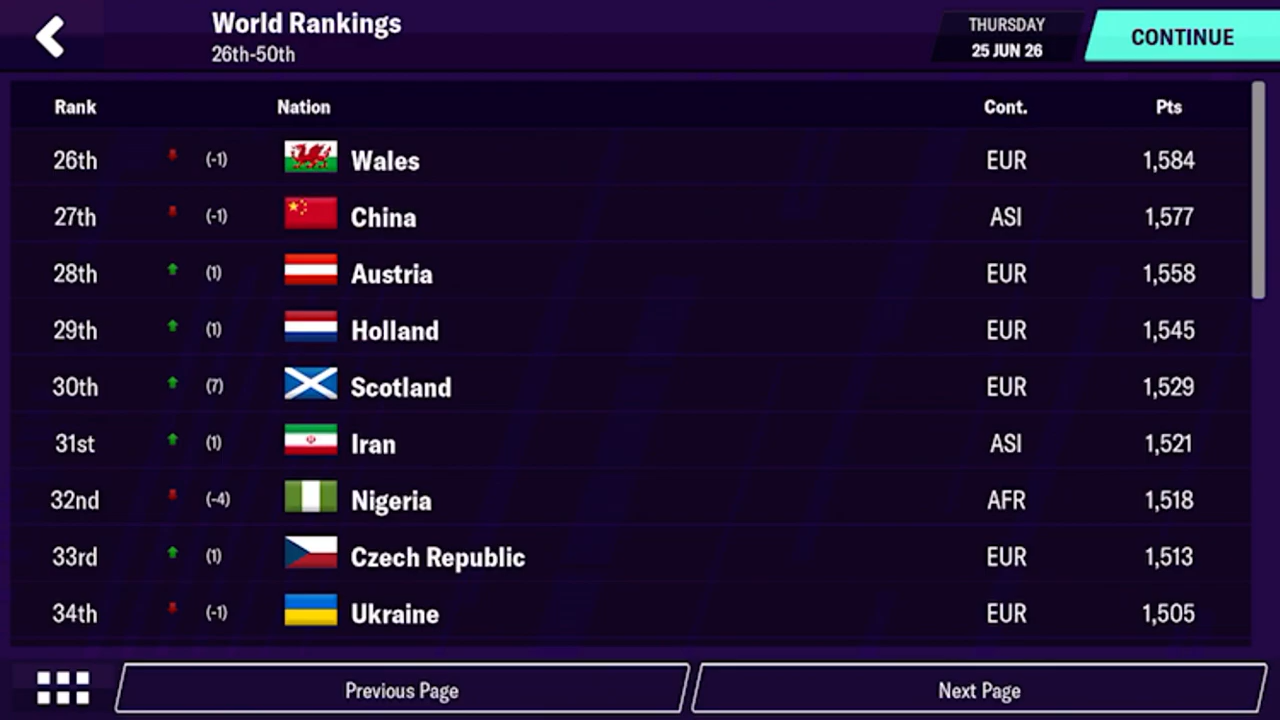 World Rankings
26th-50th
THURSDAY
25 JUN 26
CONTINUE
Rank Nation Cont. Pts
26th (-1) Wales EUR 1,584
27th (-1) China ASI 1,577
28th (1) Austria EUR 1,558
29th (1) Holland EUR 1,545
30th (7) Scotland EUR 1,529
31st (1) Iran ASI 1,521
32nd (-4) Nigeria AFR 1,518
33rd (1) Czech Republic EUR 1,513
34th (-1) Ukraine EUR 1,505
Previous Page Next Page